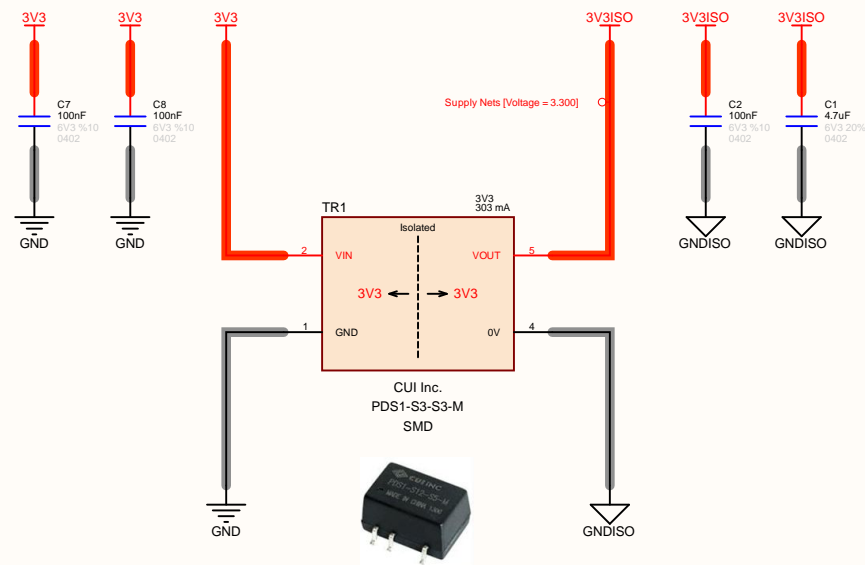 3V3
3V3
3V3
3V3ISO
3V3ISO
3V3ISO
Supply Nets [Voltage = 3.300]
C7
100nF
6V3 %10
0402
C8
100nF
6V3 %10
0402
C2
100nF
6V3 %10
0402
C1
4.7uF
6V3 20%
0402
GND
GND
GNDISO
GNDISO
TR1
3V3
303 mA
Isolated
2
VIN
VOUT
5
3V3
3V3
1
GND
0V
4
CUI Inc.
PDS1-S3-S3-M
SMD
GND
GNDISO
CUI INC
PDS1-S12-S5-M
MADE IN CHINA